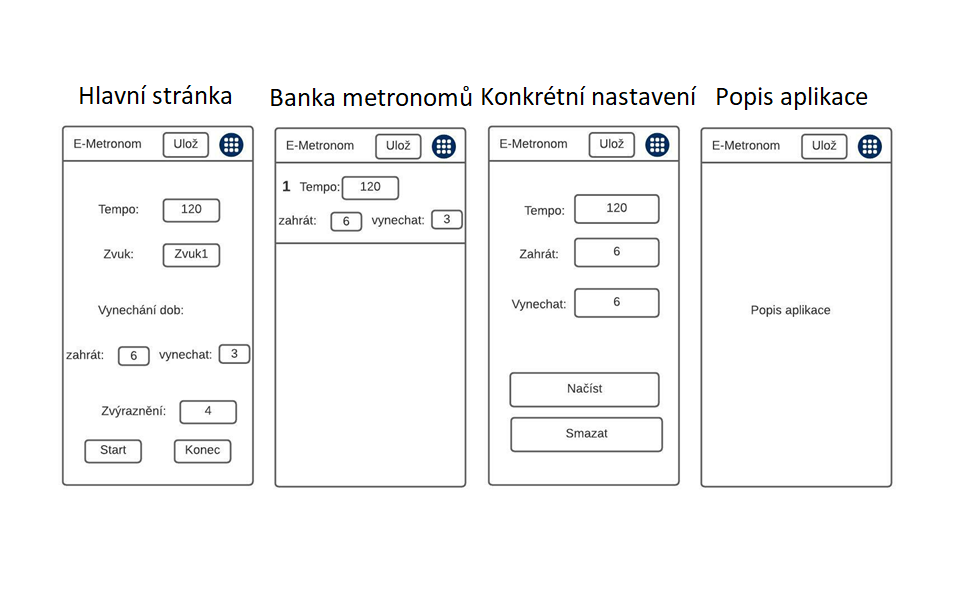 Hlavní stránka
E-Metronom Ulož
Tempo: 120
Zvuk: Zvuk1
Vynechání dob:
zahrát: 6 vynechat: 3
Zvýraznění: 4
Start Konec
Banka metronomů
E-Metronom Ulož
1 Tempo: 120
zahrát: 6 vynechat: 3
Konkrétní nastavení
E-Metronom Ulož
Tempo: 120
Zahrát: 6
Vynechat: 6
Načíst
Smazat
Popis aplikace
E-Metronom Ulož
Popis aplikace